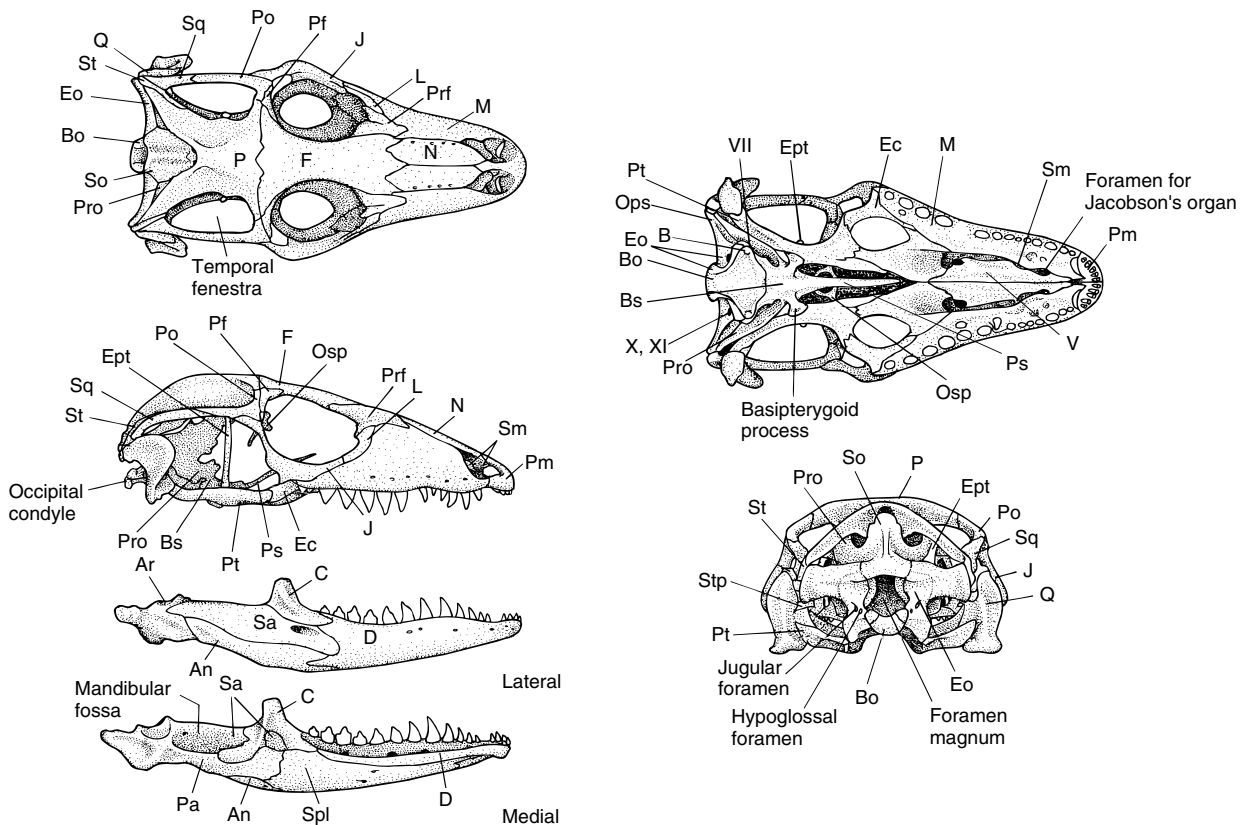 Q
Sq
Po
Pf
J
St
L
Eo
Prf
M
Bo
P
F
N
So
Pro
Temporal
fenestra
Pf
F
Po
Osp
Ept
Prf
L
Sq
N
St
Sm
Pm
Occipital
condyle
Pro
Bs
Pt
Ps
Ec
J
Ar
C
Sa
D
An
Lateral
Mandibular
fossa
Sa
C
Pa
An
Spl
D
Medial
VII
Ept
Ec
M
Sm
Pt
Foramen for
Jacobson's organ
Ops
Eo
B
Pm
Bo
Bs
X, XI
Pro
V
Ps
Osp
Basipterygoid
process
So
P
Pro
Ept
St
Po
Sq
J
Stp
Q
Pt
Jugular
foramen
Eo
Bo
Hypoglossal
foramen
Foramen
magnum